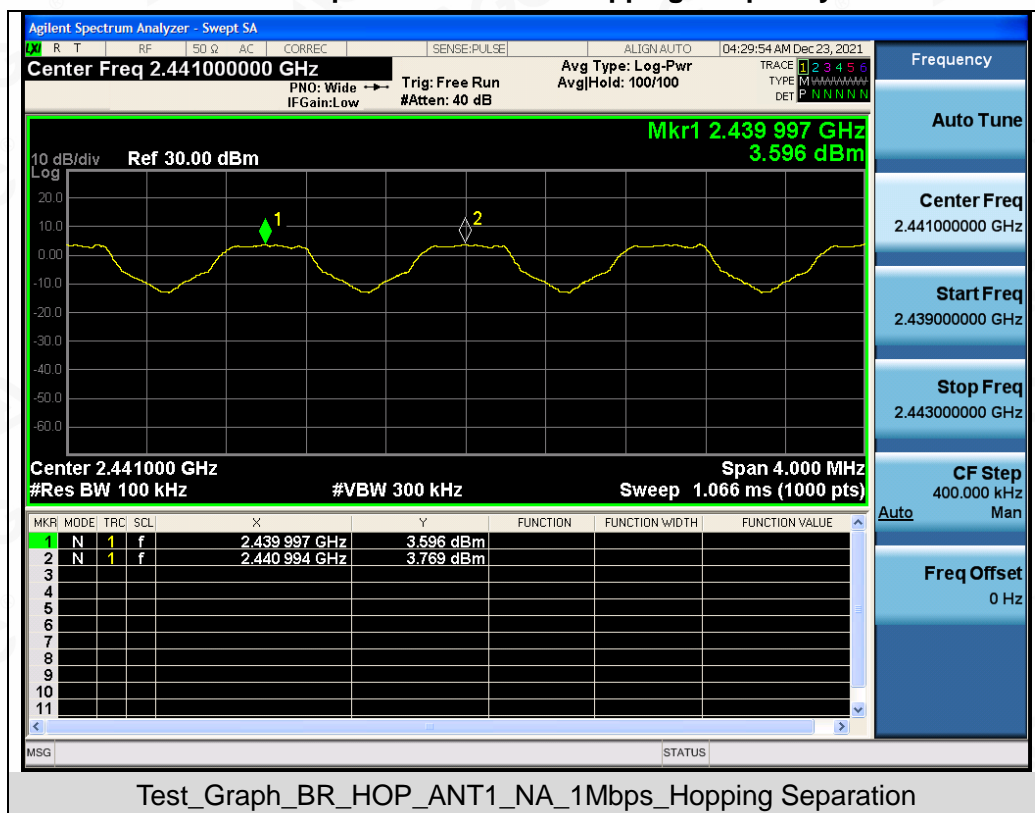 Agilent Spectrum Analyzer - Swept SA
LXI R T RF 50 Ω AC CORREC SENSE:PULSE ALIGN AUTO 04:29:54 AM Dec 23, 2021
Center Freq 2.441000000 GHz
PNO: Wide
IFGain:Low
Trig: Free Run
#Atten: 40 dB
Avg Type: Log-Pwr
Avg|Hold: 100/100
TRACE 1 2 3 4 5 6
TYPE M
DET P N N N N N
Mkr1 2.439 997 GHz
3.596 dBm
10 dB/div Ref 30.00 dBm
Log
20.0
10.0
0.00
-10.0
-20.0
-30.0
-40.0
-50.0
-60.0
1
2
Center 2.441000 GHz Span 4.000 MHz
#Res BW 100 kHz #VBW 300 kHz Sweep 1.066 ms (1000 pts)
MKR MODE TRC SCL X Y FUNCTION FUNCTION WIDTH FUNCTION VALUE
1 N 1 f 2.439 997 GHz 3.596 dBm
2 N 1 f 2.440 994 GHz 3.769 dBm
3
4
5
6
7
8
9
10
11
MSG STATUS
Frequency
Auto Tune
Center Freq
2.441000000 GHz
Start Freq
2.439000000 GHz
Stop Freq
2.443000000 GHz
CF Step
400.000 kHz
Auto Man
Freq Offset
0 Hz
Test_Graph_BR_HOP_ANT1_NA_1Mbps_Hopping Separation